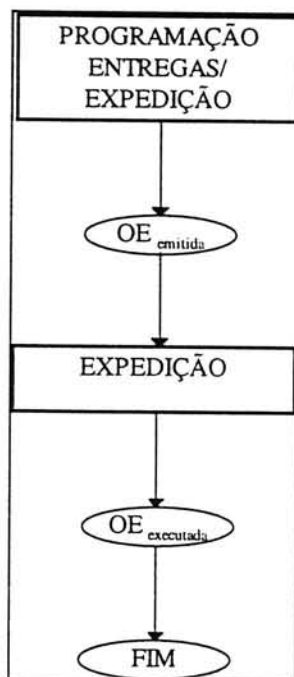 PROGRAMAÇÃO
ENTREGAS/
EXPEDIÇÃO
OE emitida
EXPEDIÇÃO
OE executada
FIM